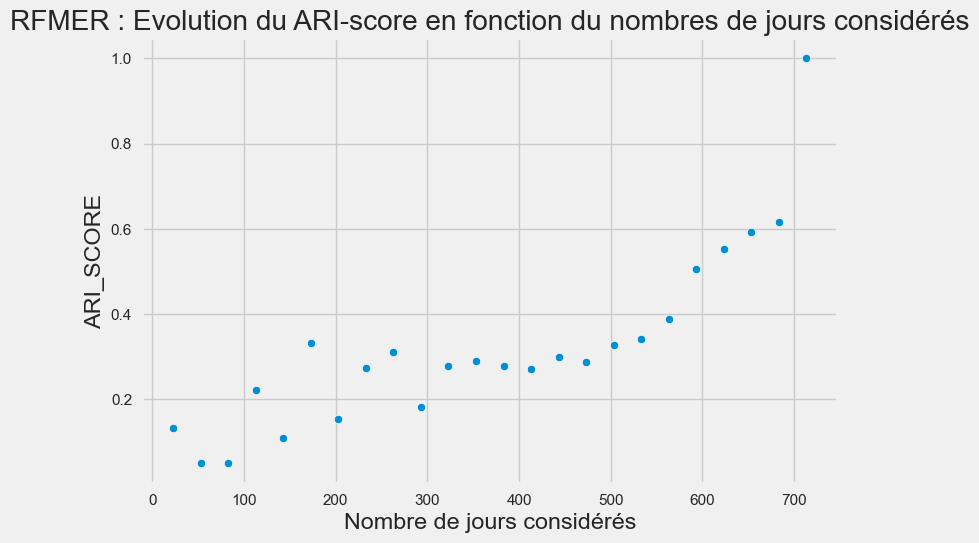 RFMER : Evolution du ARI-score en fonction du nombres de jours considérés
1.0
0.8
0.6
0.4
0.2
ARI_SCORE
0 100 200 300 400 500 600 700
Nombre de jours considérés